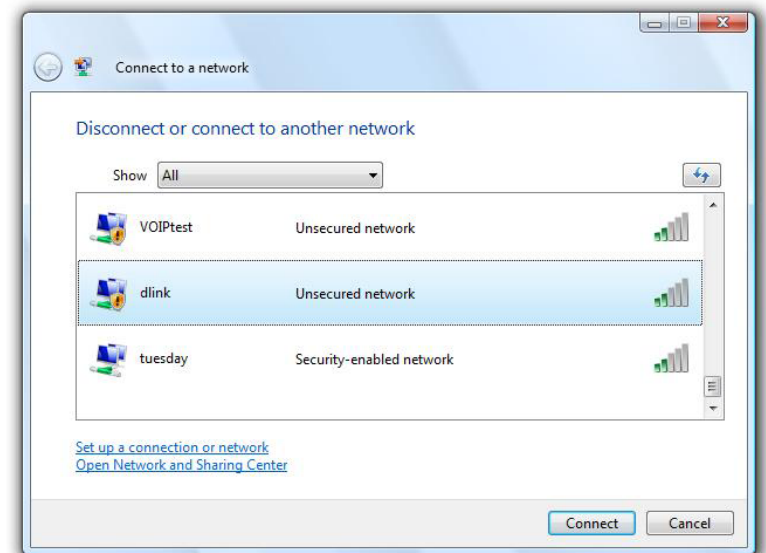 Connect to a network
Disconnect or connect to another network
Show All
VOIPtest Unsecured network
dlink Unsecured network
tuesday Security-enabled network
Set up a connection or network
Open Network and Sharing Center
Connect Cancel